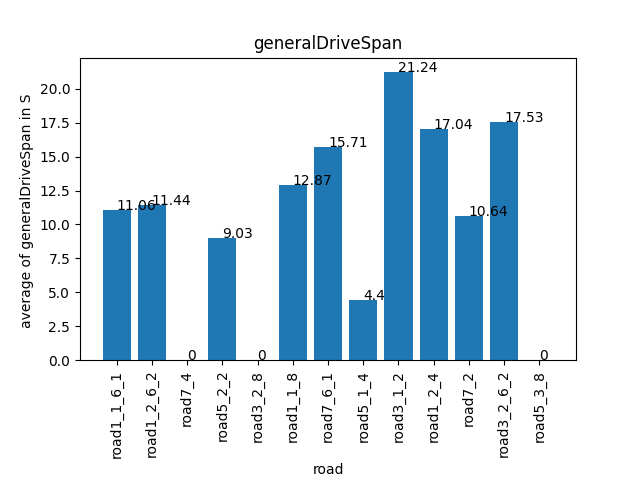 generalDriveSpan
average of generalDriveSpan in S
20.0
17.5
15.0
12.5
10.0
7.5
5.0
2.5
0.0
11.06
11.44
0
9.03
0
12.87
15.71
4.4
21.24
17.04
10.64
17.53
0
road1_1_6_1
road1_2_6_2
road7_4
road5_2_2
road3_2_8
road1_1_8
road7_6_1
road5_1_4
road3_1_2
road1_2_4
road7_2
road3_2_6_2
road5_3_8
road